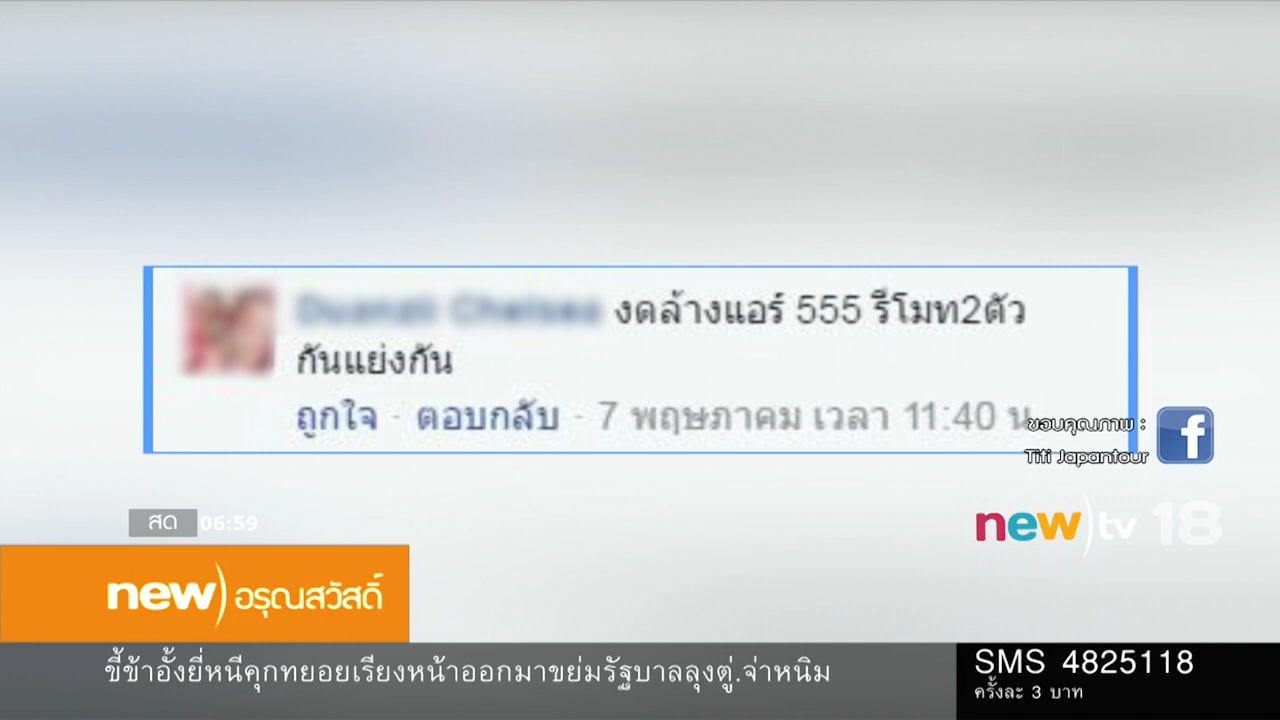 งดล้างแอร์ 555 รีโมท2ตัว
กันแย่งกัน
ถูกใจ · ตอบกลับ · 7 พฤษภาคม เวลา 11:40 น.
ขอบคุณภาพ :
Titi Japantour
f
สด 06:59
new)tv 18
new)อรุณสวัสดิ์
ขี้ข้าอั้งยี่หนีคุกทยอยเรียงหน้าออกมาขย่มรัฐบาลลุงตู่.จ่าหนิม
SMS 4825118
ครั้งละ 3 บาท